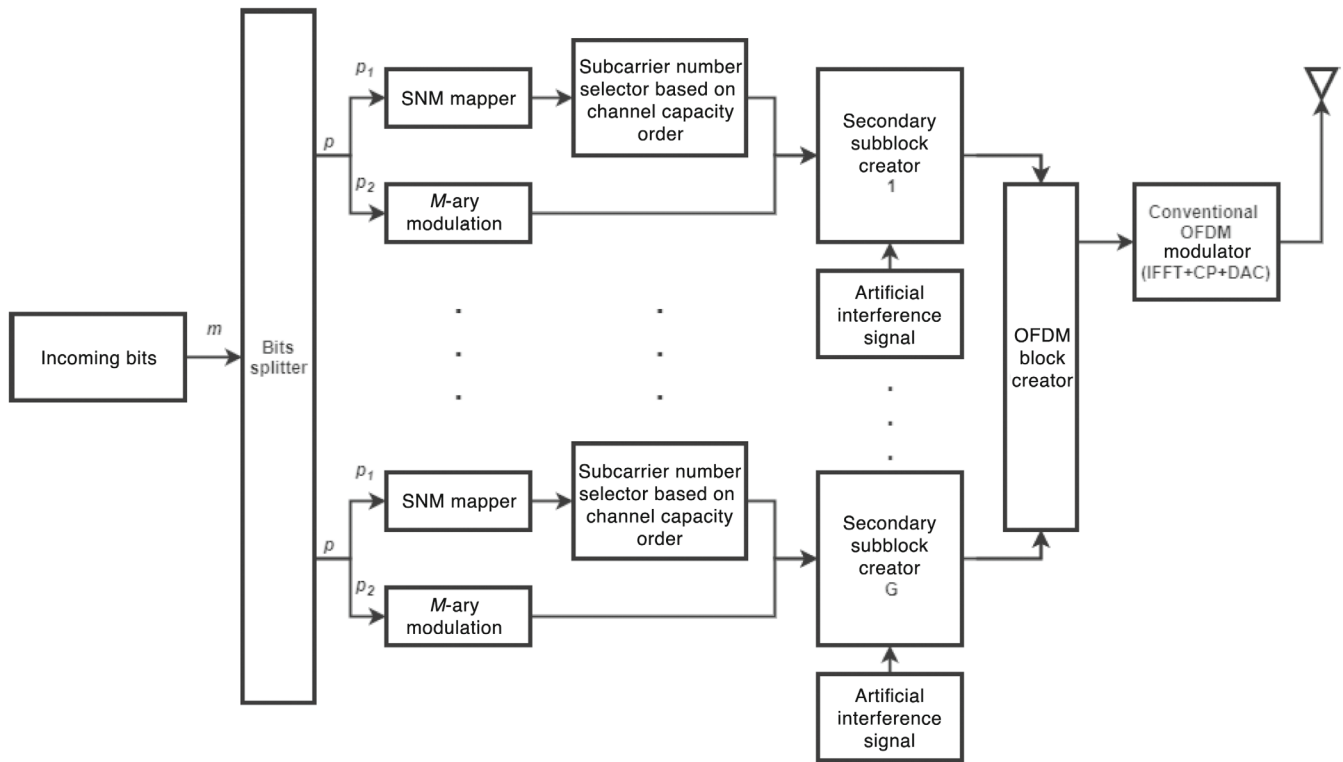 Incoming bits
m
Bits
splitter
p
p1
SNM mapper
Subcarrier number
selector based on
channel capacity
order
p2
M-ary
modulation
Secondary
subblock
creator
1
Artificial
interference
signal
p
p1
SNM mapper
Subcarrier number
selector based on
channel capacity
order
p2
M-ary
modulation
Secondary
subblock
creator
G
Artificial
interference
signal
OFDM
block
creator
Conventional
OFDM
modulator
(IFFT+CP+DAC)